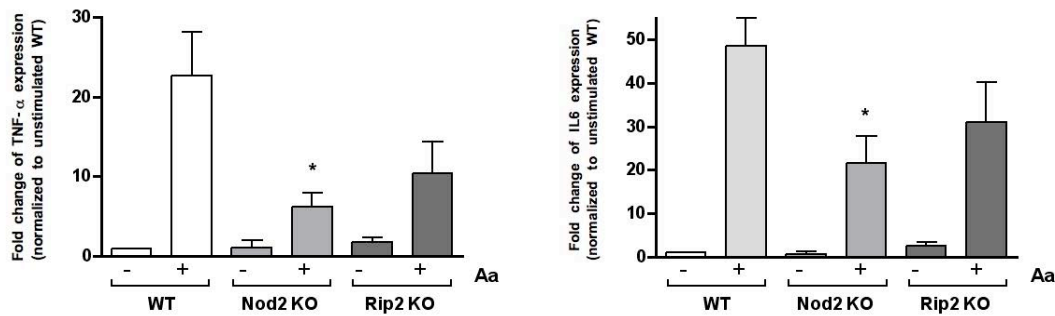 Fold change of TNF-α expression
(normalized to unstimulated WT)
30
20
10
0
*
- + - + - + Aa
WT Nod2 KO Rip2 KO
Fold change of IL6 expression
(normalized to unstimulated WT)
50
40
30
20
10
0
*
- + - + - + Aa
WT Nod2 KO Rip2 KO